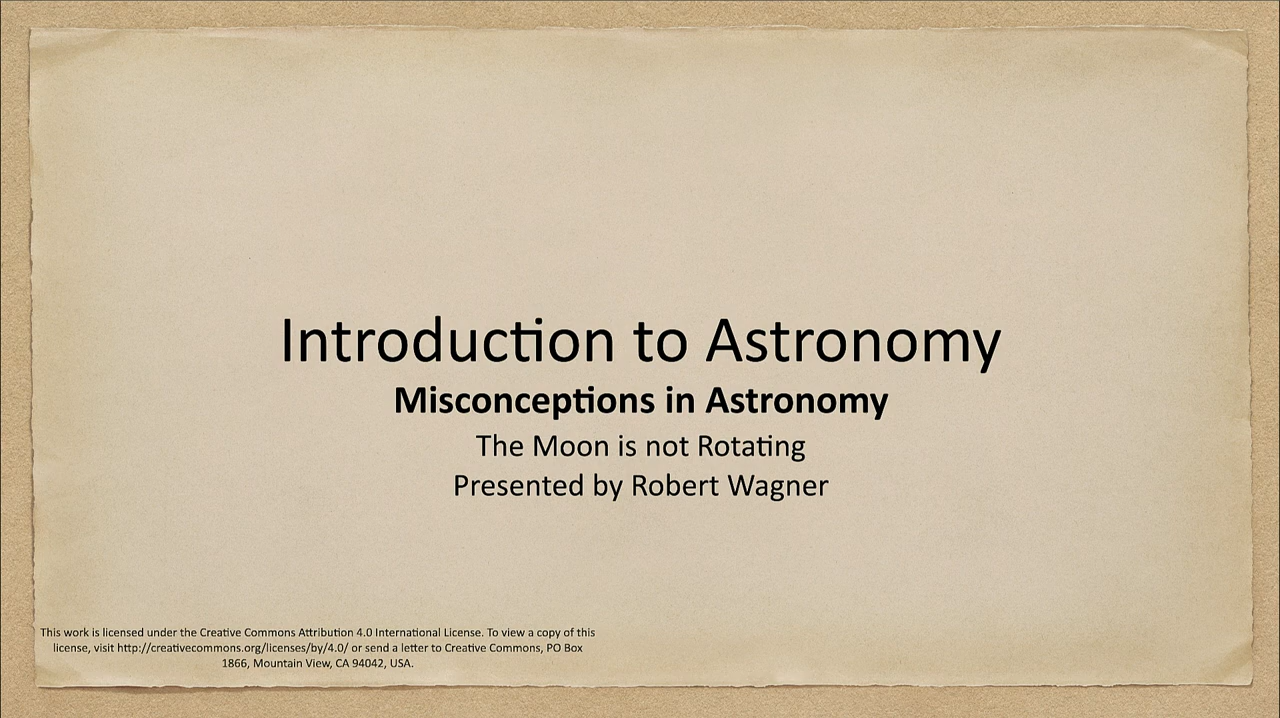 Introduction to Astronomy
Misconceptions in Astronomy
The Moon is not Rotating
Presented by Robert Wagner
This work is licensed under the Creative Commons Attribution 4.0 International License. To view a copy of this
license, visit http://creativecommons.org/licenses/by/4.0/ or send a letter to Creative Commons, PO Box
1866, Mountain View, CA 94042, USA.